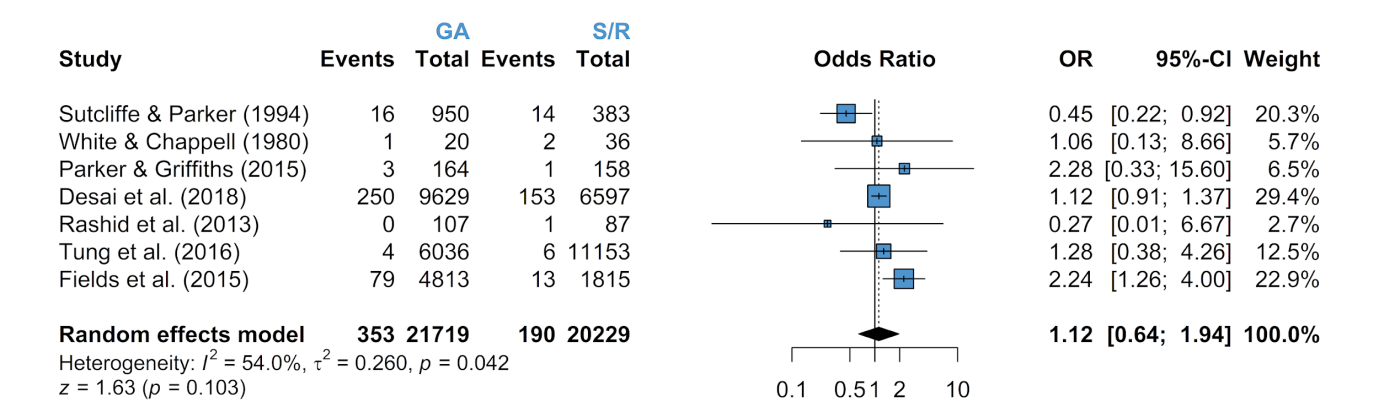 GA S/R
Study Events Total Events Total Odds Ratio OR 95%-CI Weight
Sutcliffe & Parker (1994) 16 950 14 383 0.45 [0.22; 0.92] 20.3%
White & Chappell (1980) 1 20 2 36 1.06 [0.13; 8.66] 5.7%
Parker & Griffiths (2015) 3 164 1 158 2.28 [0.33; 15.60] 6.5%
Desai et al. (2018) 250 9629 153 6597 1.12 [0.91; 1.37] 29.4%
Rashid et al. (2013) 0 107 1 87 0.27 [0.01; 6.67] 2.7%
Tung et al. (2016) 4 6036 6 11153 1.28 [0.38; 4.26] 12.5%
Fields et al. (2015) 79 4813 13 1815 2.24 [1.26; 4.00] 22.9%
Random effects model 353 21719 190 20229 1.12 [0.64; 1.94] 100.0%
Heterogeneity: I² = 54.0%, τ² = 0.260, p = 0.042
z = 1.63 (p = 0.103)
0.1 0.5 1 2 10